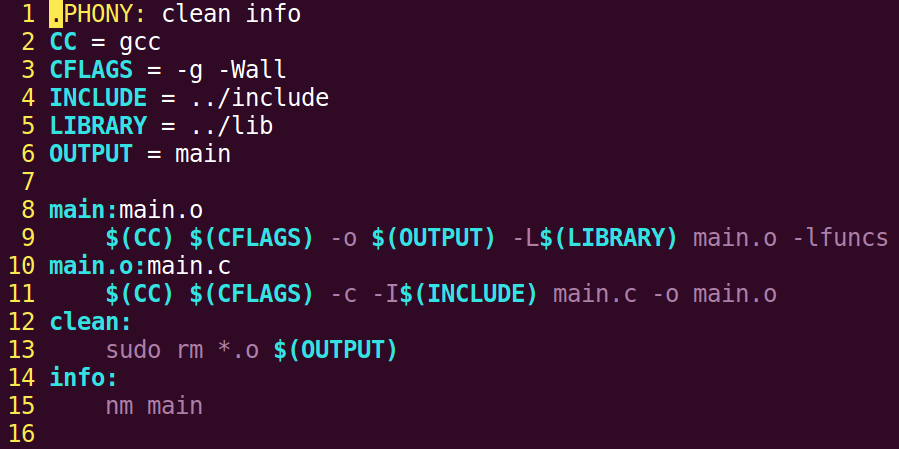 1 .PHONY: clean info
2 CC = gcc
3 CFLAGS = -g -Wall
4 INCLUDE = ../include
5 LIBRARY = ../lib
6 OUTPUT = main
7
8 main:main.o
9     $(CC) $(CFLAGS) -o $(OUTPUT) -L$(LIBRARY) main.o -lfuncs
10 main.o:main.c
11     $(CC) $(CFLAGS) -c -I$(INCLUDE) main.c -o main.o
12 clean:
13     sudo rm *.o $(OUTPUT)
14 info:
15     nm main
16